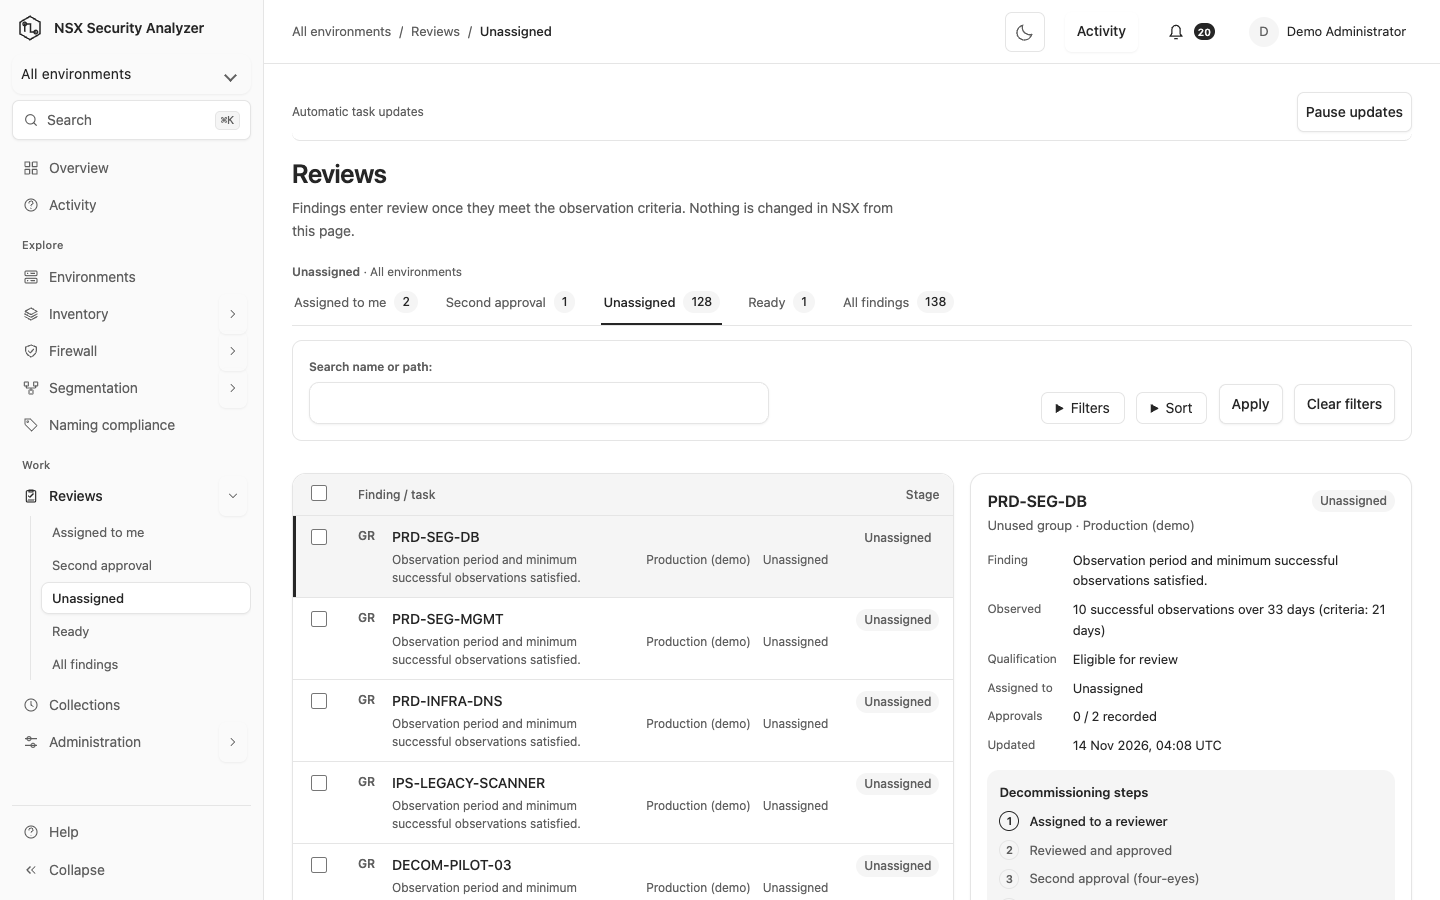 NSX Security Analyzer
All environments
Search
⌘K
Overview
Activity
Explore
Environments
Inventory
Firewall
Segmentation
Naming compliance
Work
Reviews
Assigned to me
Second approval
Unassigned
Ready
All findings
Collections
Administration
Help
Collapse
All environments / Reviews / Unassigned
Activity
20
D
Demo Administrator
Automatic task updates
Pause updates
Reviews
Findings enter review once they meet the observation criteria. Nothing is changed in NSX from
this page.
Unassigned · All environments
Assigned to me 2
Second approval 1
Unassigned 128
Ready 1
All findings 138
Search name or path:
Filters
Sort
Apply
Clear filters
Finding / task
Stage
GR PRD-SEG-DB Unassigned
Observation period and minimum Production (demo) Unassigned
successful observations satisfied.
GR PRD-SEG-MGMT Unassigned
Observation period and minimum Production (demo) Unassigned
successful observations satisfied.
GR PRD-INFRA-DNS Unassigned
Observation period and minimum Production (demo) Unassigned
successful observations satisfied.
GR IPS-LEGACY-SCANNER Unassigned
Observation period and minimum Production (demo) Unassigned
successful observations satisfied.
GR DECOM-PILOT-03 Unassigned
Observation period and minimum Production (demo) Unassigned
PRD-SEG-DB Unassigned
Unused group · Production (demo)
Finding Observation period and minimum successful
observations satisfied.
Observed 10 successful observations over 33 days (criteria: 21
days)
Qualification Eligible for review
Assigned to Unassigned
Approvals 0 / 2 recorded
Updated 14 Nov 2026, 04:08 UTC
Decommissioning steps
1 Assigned to a reviewer
2 Reviewed and approved
3 Second approval (four-eyes)